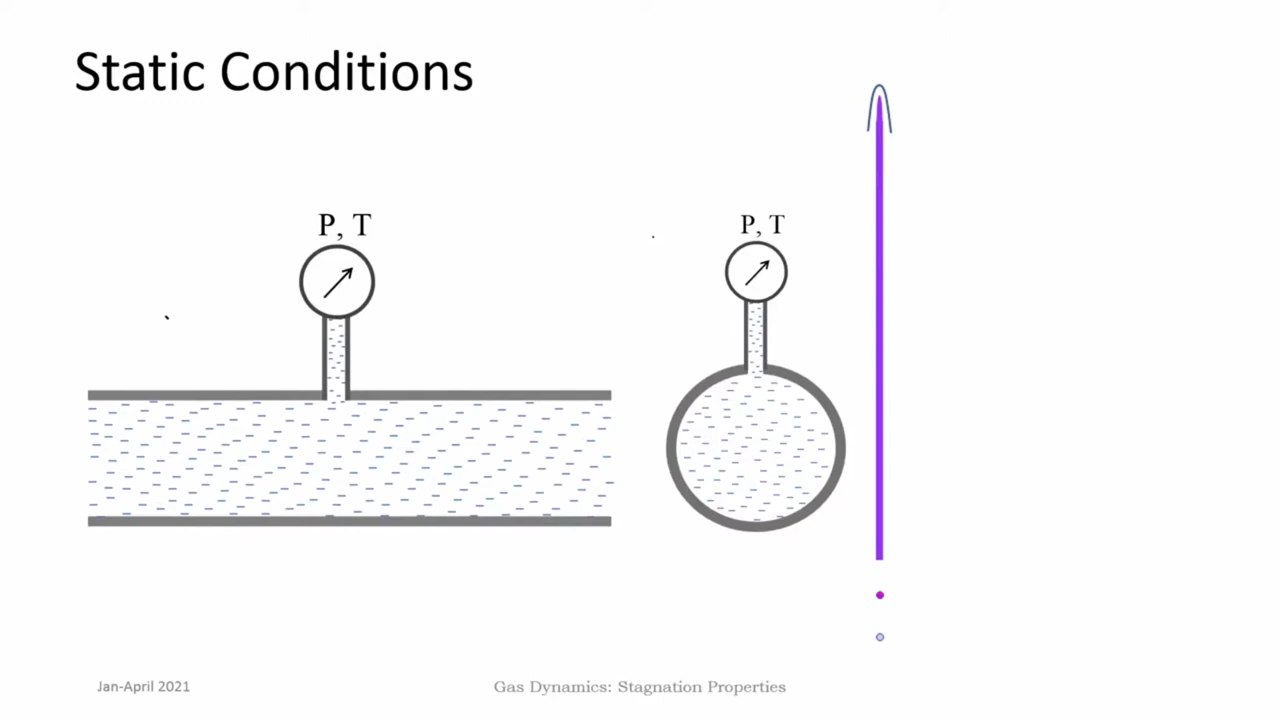 Static Conditions
P, T
P, T
Jan-April 2021
Gas Dynamics: Stagnation Properties